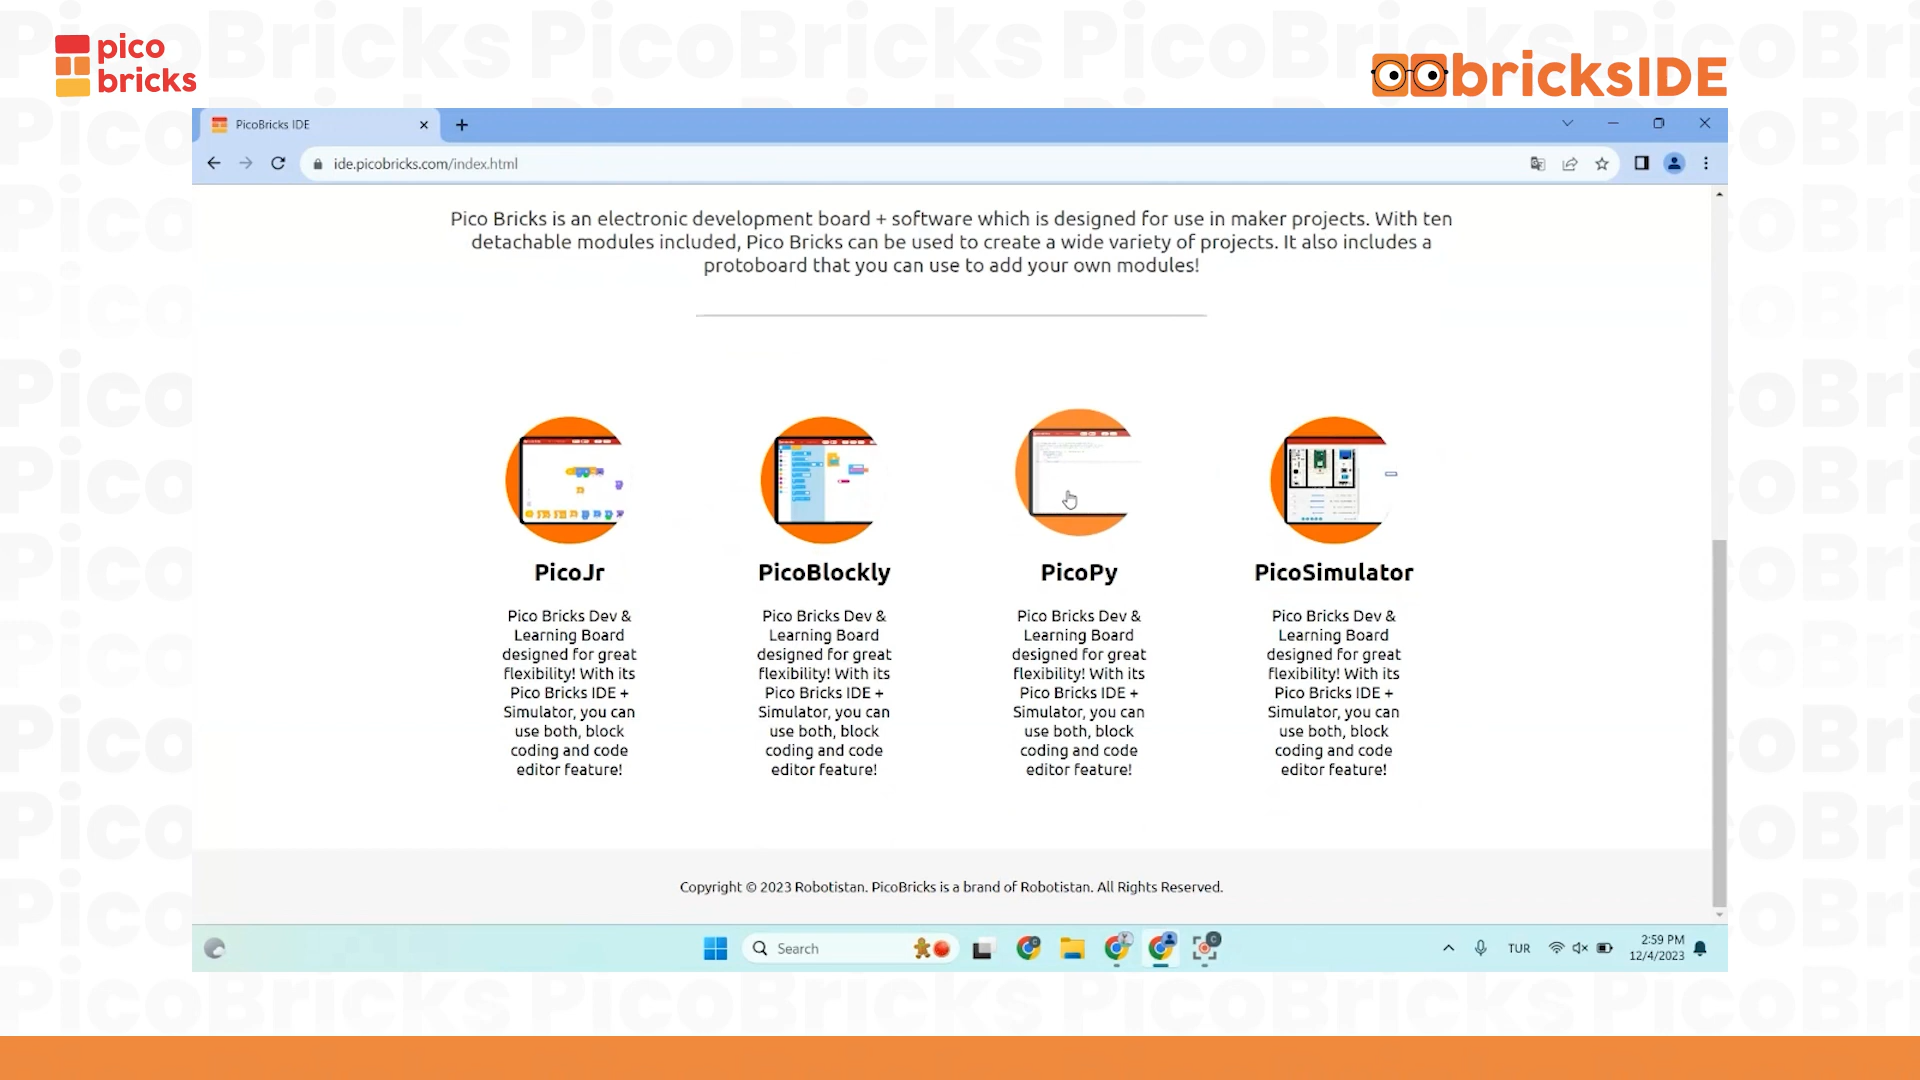 pico
bricks
bricksIDE
PicoBricks PicoBricks PicoBricks PicoBricks
PicoBricks IDE
ide.picobricks.com/index.html
Pico Bricks is an electronic development board + software which is designed for use in maker projects. With ten
detachable modules included, Pico Bricks can be used to create a wide variety of projects. It also includes a
protoboard that you can use to add your own modules!
PicoJr
Pico Bricks Dev &
Learning Board
designed for great
flexibility! With its
Pico Bricks IDE +
Simulator, you can
use both, block
coding and code
editor feature!
PicoBlockly
Pico Bricks Dev &
Learning Board
designed for great
flexibility! With its
Pico Bricks IDE +
Simulator, you can
use both, block
coding and code
editor feature!
PicoPy
Pico Bricks Dev &
Learning Board
designed for great
flexibility! With its
Pico Bricks IDE +
Simulator, you can
use both, block
coding and code
editor feature!
PicoSimulator
Pico Bricks Dev &
Learning Board
designed for great
flexibility! With its
Pico Bricks IDE +
Simulator, you can
use both, block
coding and code
editor feature!
Copyright © 2023 Robotistan. PicoBricks is a brand of Robotistan. All Rights Reserved.
Search
TUR
2:59 PM
12/4/2023